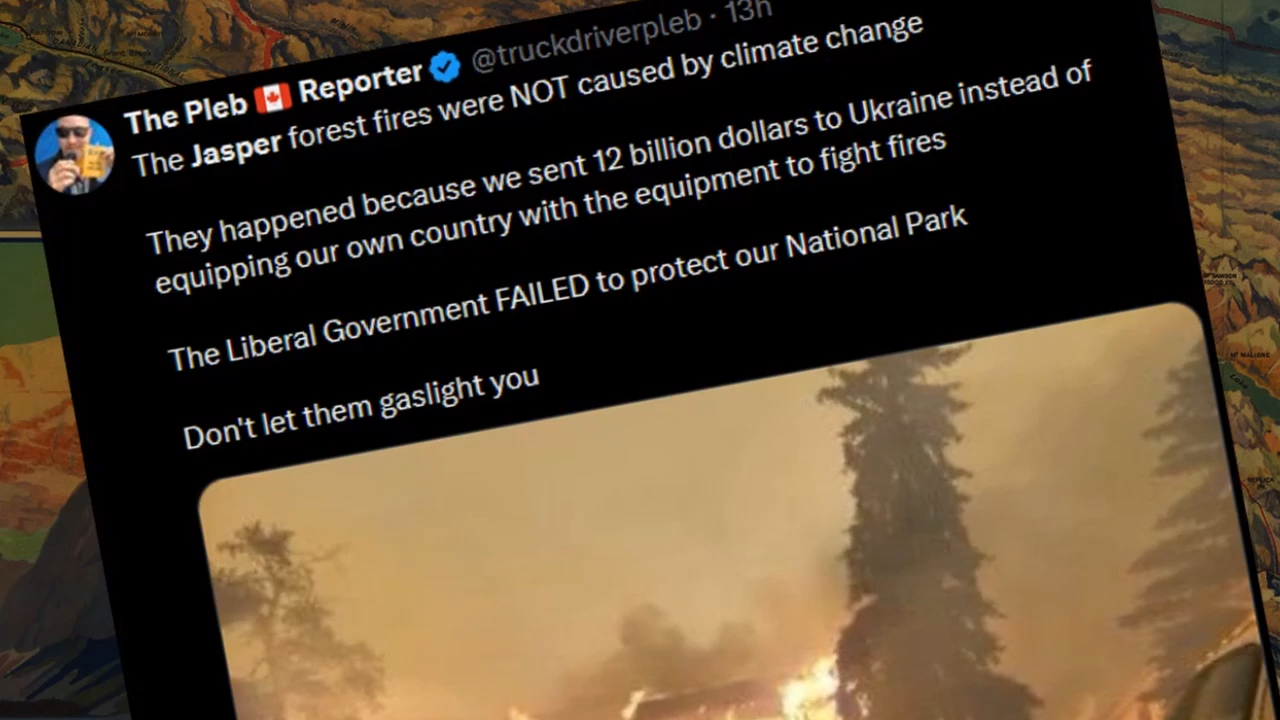 The Pleb 🇨🇦 Reporter @truckdriverpleb · 13h
The Jasper forest fires were NOT caused by climate change
They happened because we sent 12 billion dollars to Ukraine instead of
equipping our own country with the equipment to fight fires
The Liberal Government FAILED to protect our National Park
Don't let them gaslight you